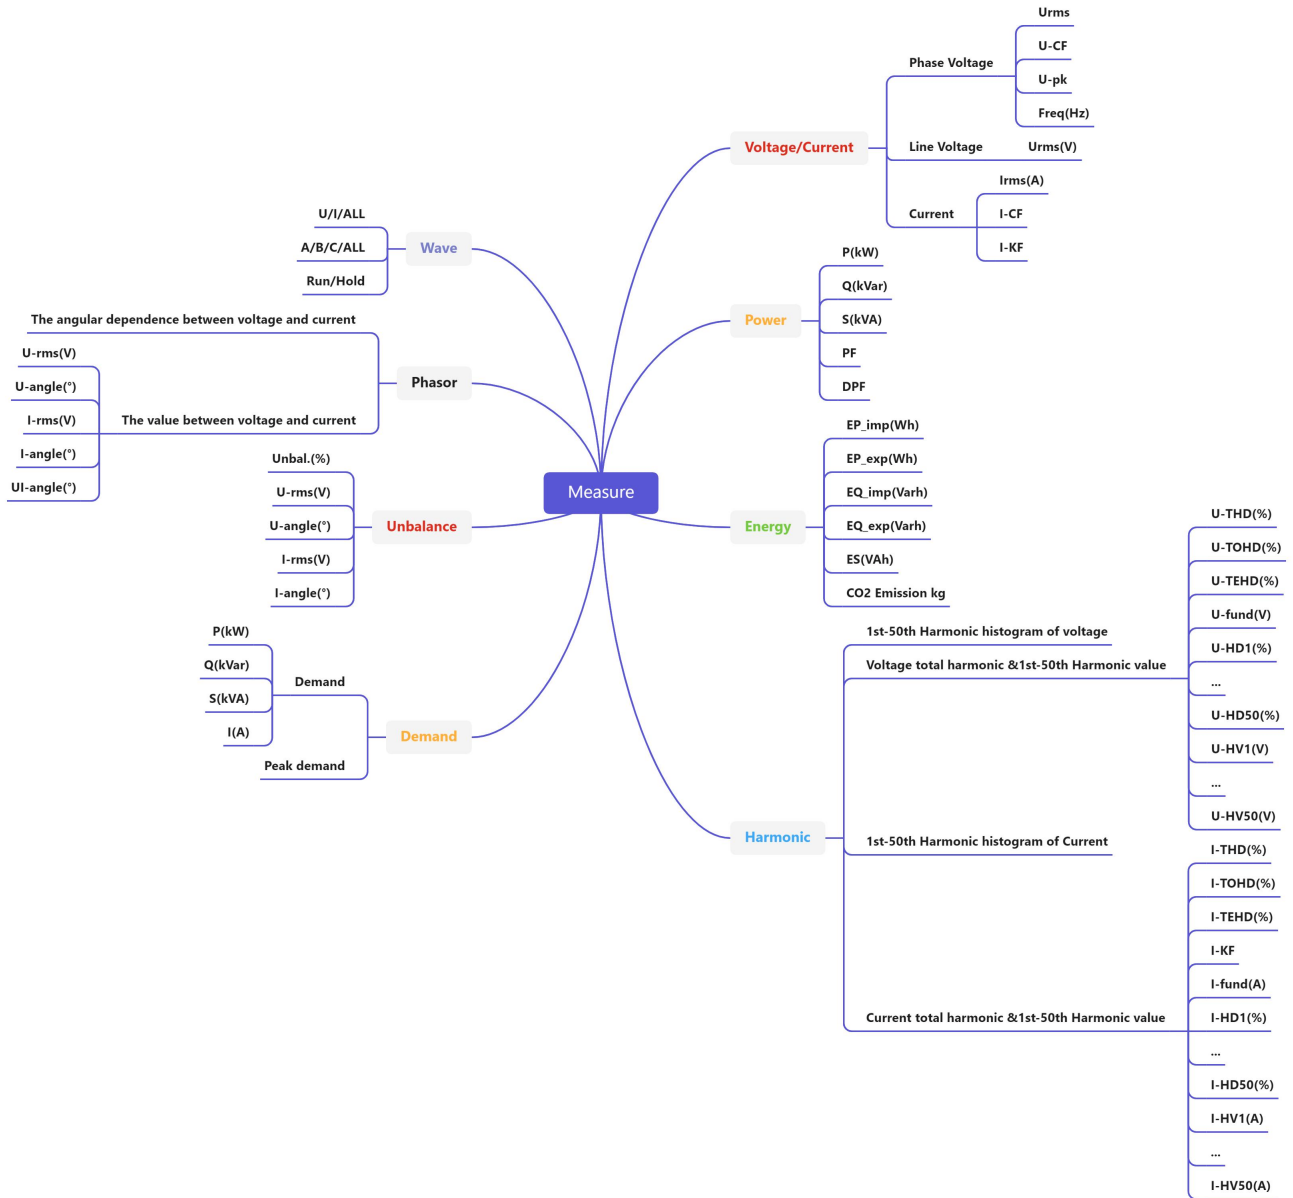 Measure
Voltage/Current
Phase Voltage
Urms
U-CF
U-pk
Freq(Hz)
Line Voltage
Urms(V)
Current
Irms(A)
I-CF
I-KF
Power
P(kW)
Q(kVar)
S(kVA)
PF
DPF
Energy
EP_imp(Wh)
EP_exp(Wh)
EQ_imp(Varh)
EQ_exp(Varh)
ES(VAh)
CO2 Emission kg
Harmonic
1st-50th Harmonic histogram of voltage
Voltage total harmonic &1st-50th Harmonic value
U-THD(%)
U-TOHD(%)
U-TEHD(%)
U-fund(V)
U-HD1(%)
...
U-HD50(%)
U-HV1(V)
...
U-HV50(V)
1st-50th Harmonic histogram of Current
Current total harmonic &1st-50th Harmonic value
I-THD(%)
I-TOHD(%)
I-TEHD(%)
I-KF
I-fund(A)
I-HD1(%)
...
I-HD50(%)
I-HV1(A)
...
I-HV50(A)
Wave
U/I/ALL
A/B/C/ALL
Run/Hold
Phasor
The angular dependence between voltage and current
The value between voltage and current
U-rms(V)
U-angle(°)
I-rms(V)
I-angle(°)
UI-angle(°)
Unbalance
Unbal.(%)
U-rms(V)
U-angle(°)
I-rms(V)
I-angle(°)
Demand
Demand
P(kW)
Q(kVar)
S(kVA)
I(A)
Peak demand